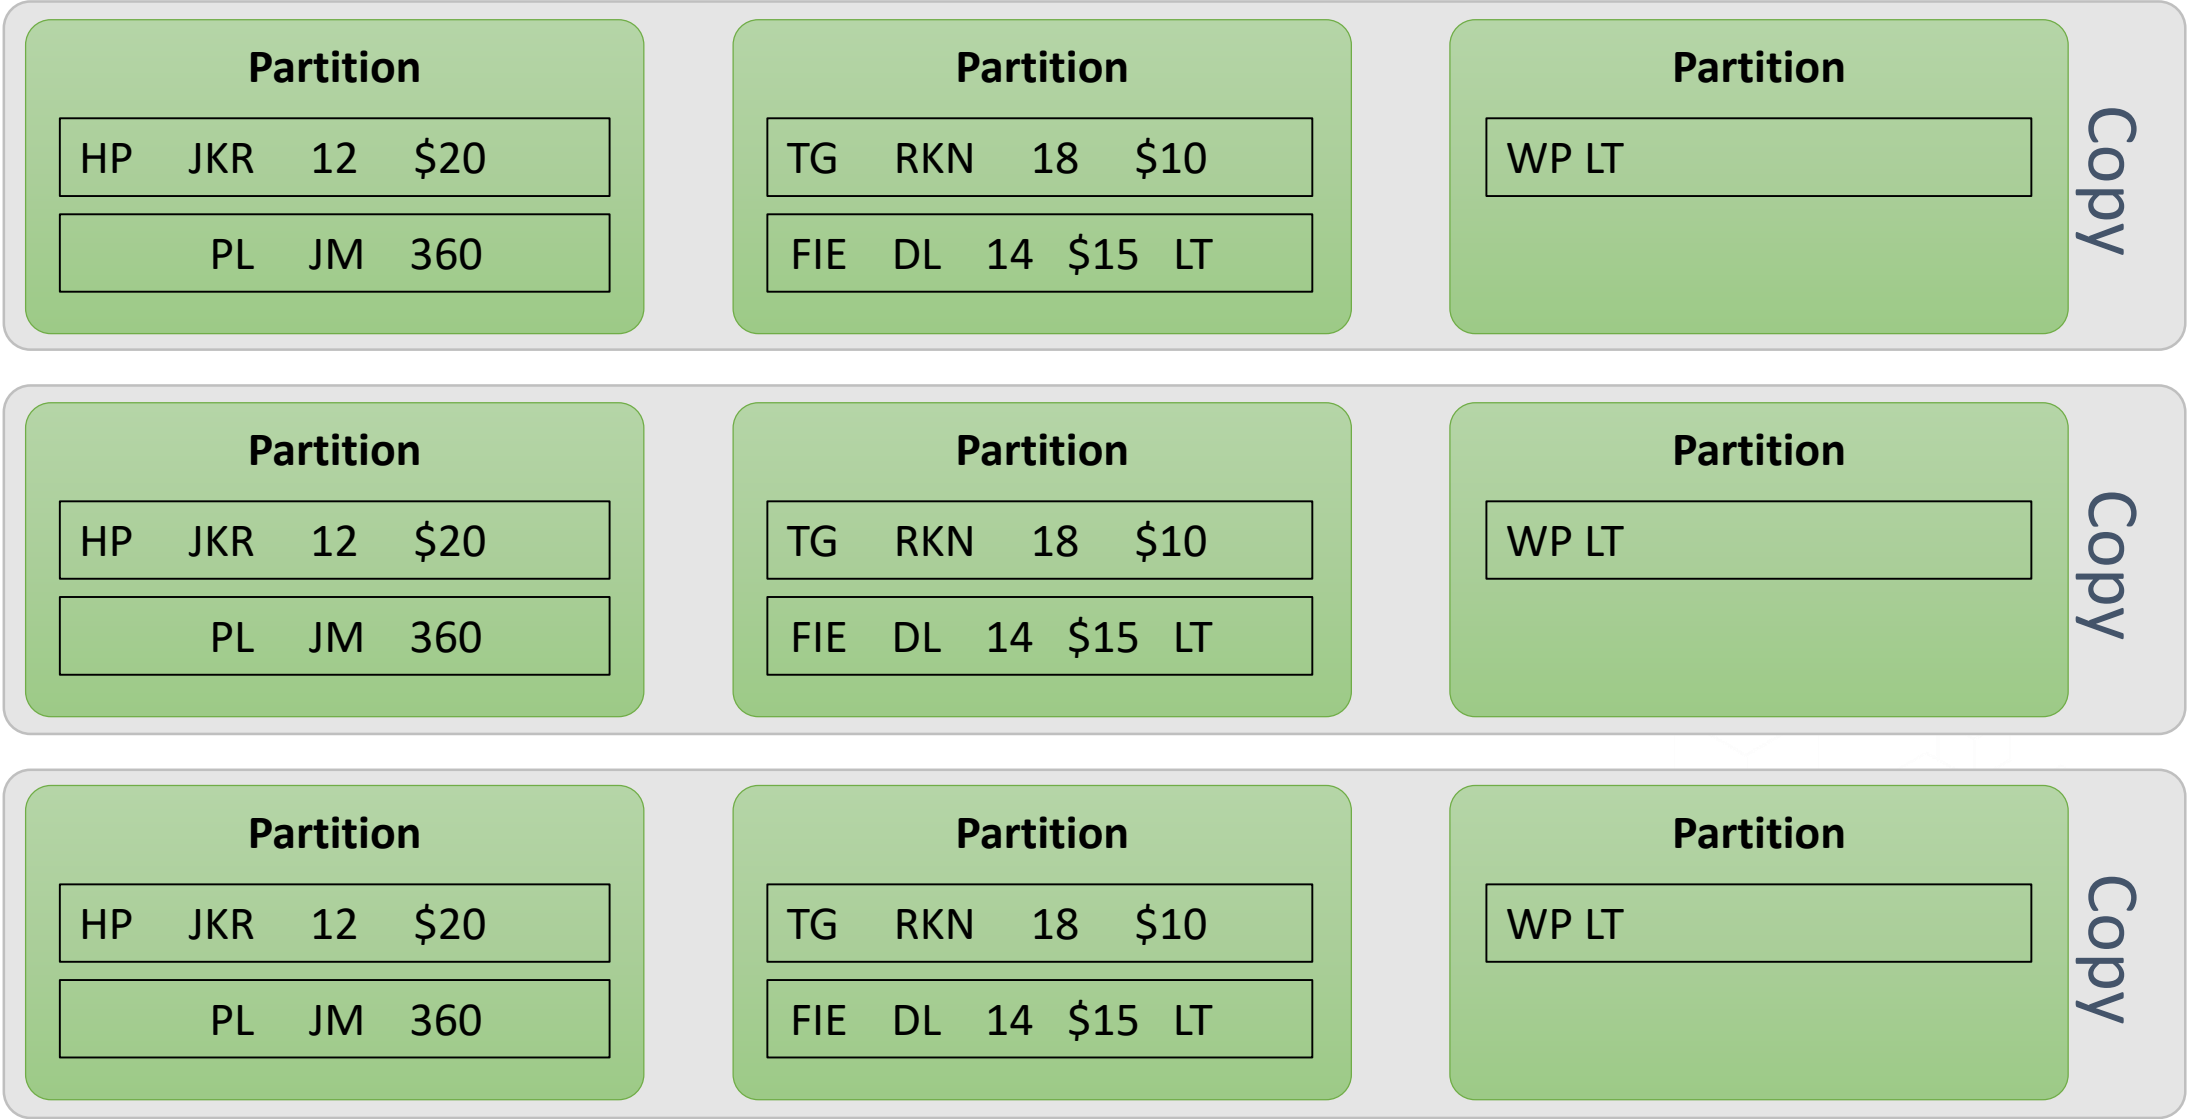 Partition
HP JKR 12 $20
PL JM 360
Partition
TG RKN 18 $10
FIE DL 14 $15 LT
Partition
WP LT
Copy
Partition
HP JKR 12 $20
PL JM 360
Partition
TG RKN 18 $10
FIE DL 14 $15 LT
Partition
WP LT
Copy
Partition
HP JKR 12 $20
PL JM 360
Partition
TG RKN 18 $10
FIE DL 14 $15 LT
Partition
WP LT
Copy